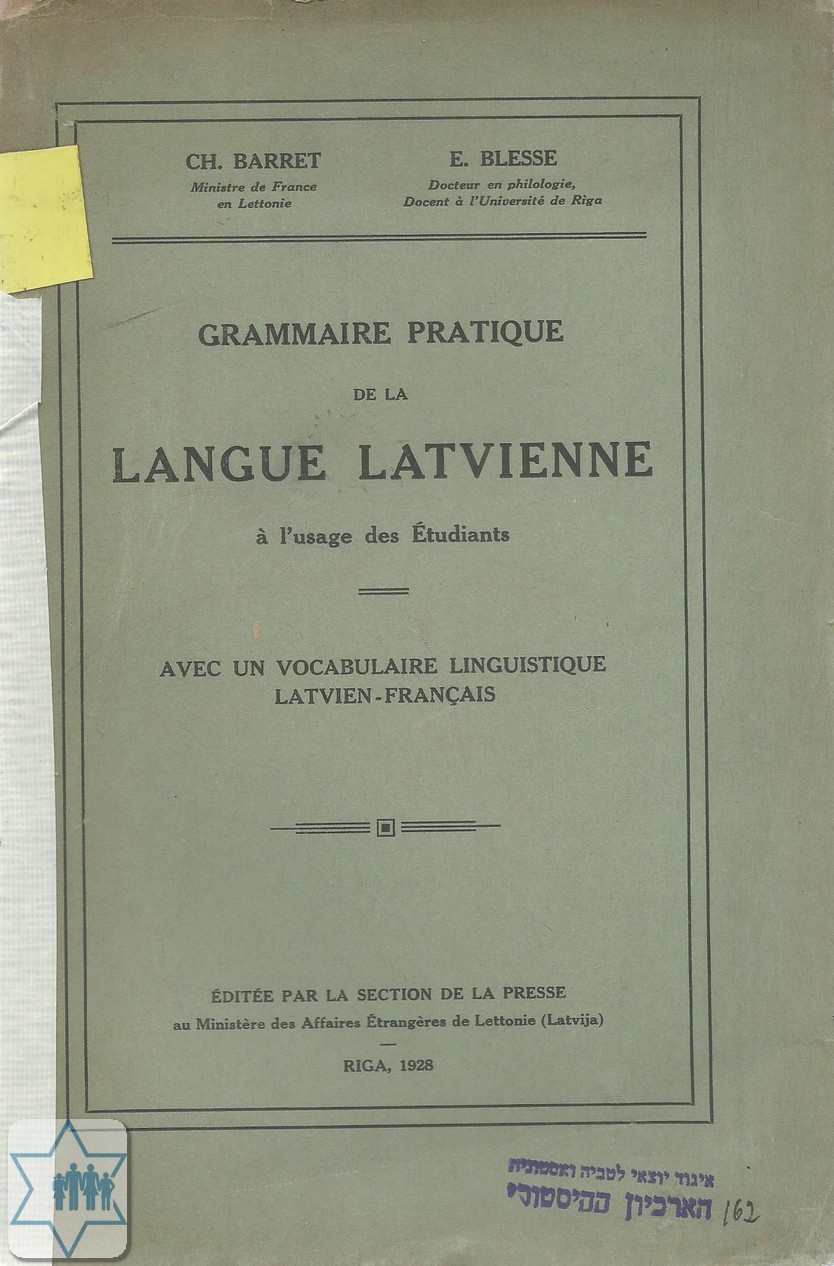 CH. BARRET
Ministre de France
en Lettonie
E. BLESSE
Docteur en philologie,
Docent à l'Université de Riga
GRAMMAIRE PRATIQUE
DE LA
LANGUE LATVIENNE
à l'usage des Étudiants
AVEC UN VOCABULAIRE LINGUISTIQUE
LATVIEN-FRANÇAIS
ÉDITÉE PAR LA SECTION DE LA PRESSE
au Ministère des Affaires Étrangères de Lettonie (Latvija)
RIGA, 1928
איגוד יוצאי לטביה ואסטוניה
הארכיון ההיסטורי 162